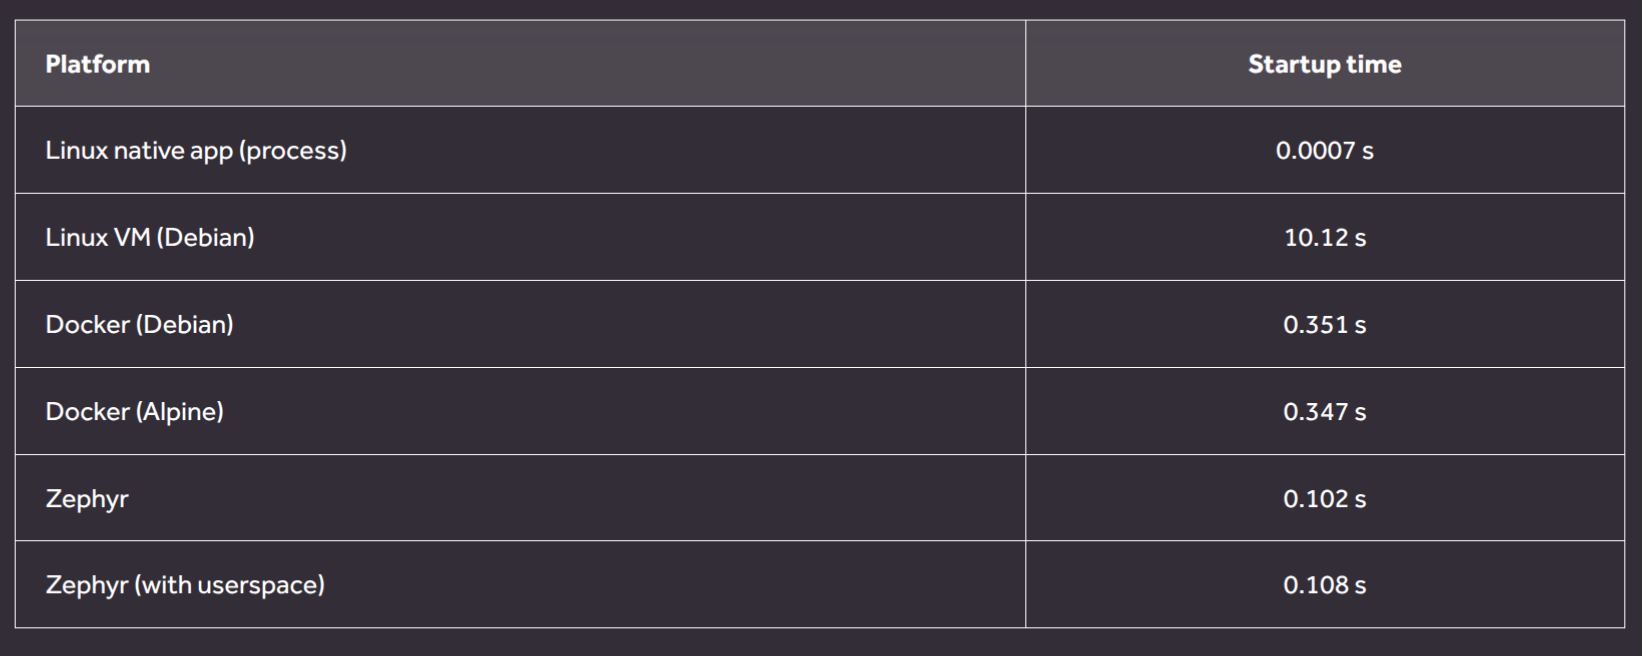 Platform Startup time
Linux native app (process) 0.0007 s
Linux VM (Debian) 10.12 s
Docker (Debian) 0.351 s
Docker (Alpine) 0.347 s
Zephyr 0.102 s
Zephyr (with userspace) 0.108 s